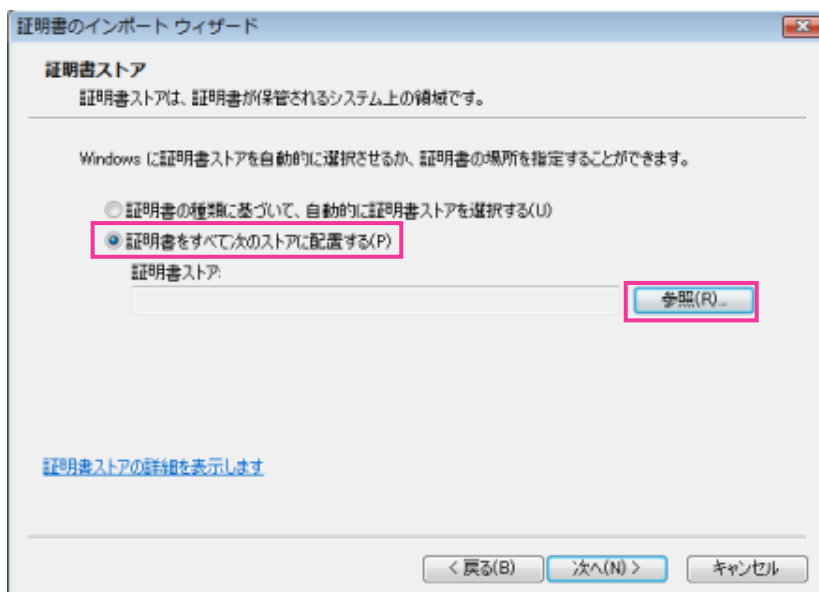 証明書のインポート ウィザード
証明書ストア
証明書ストアは、証明書が保管されるシステム上の領域です。
Windows に証明書ストアを自動的に選択させるか、証明書の場所を指定することができます。
証明書の種類に基づいて、自動的に証明書ストアを選択する(U)
証明書をすべて次のストアに配置する(P)
証明書ストア:
参照(R)...
証明書ストアの詳細を表示します
< 戻る(B) 次へ(N) > キャンセル